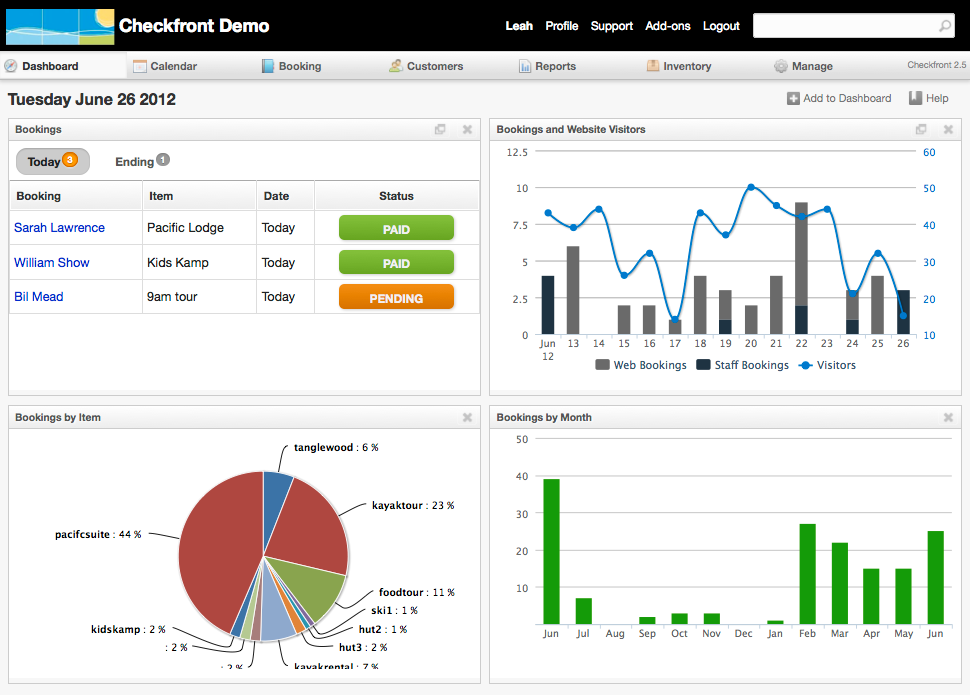 Checkfront Demo
Leah Profile Support Add-ons Logout
Dashboard Calendar Booking Customers Reports Inventory Manage Checkfront 2.5
Tuesday June 26 2012
Add to Dashboard Help
Bookings
Today 3 Ending 1
Booking Item Date Status
Sarah Lawrence Pacific Lodge Today PAID
William Show Kids Kamp Today PAID
Bil Mead 9am tour Today PENDING
Bookings and Website Visitors
12.5 60
10 50
7.5 40
5 30
2.5 20
0 10
Jun 13 14 15 16 17 18 19 20 21 22 23 24 25 26
12
Web Bookings Staff Bookings Visitors
Bookings by Item
tanglewood : 6 %
kayaktour : 23 %
pacifcsuite : 44 %
foodtour : 11 %
ski1 : 1 %
kidskamp : 2 %
hut2 : 1 %
: 2 %
hut3 : 2 %
: 2 %
kayakrental : 7 %
Bookings by Month
50
40
30
20
10
Jun Jul Aug Sep Oct Nov Dec Jan Feb Mar Apr May Jun